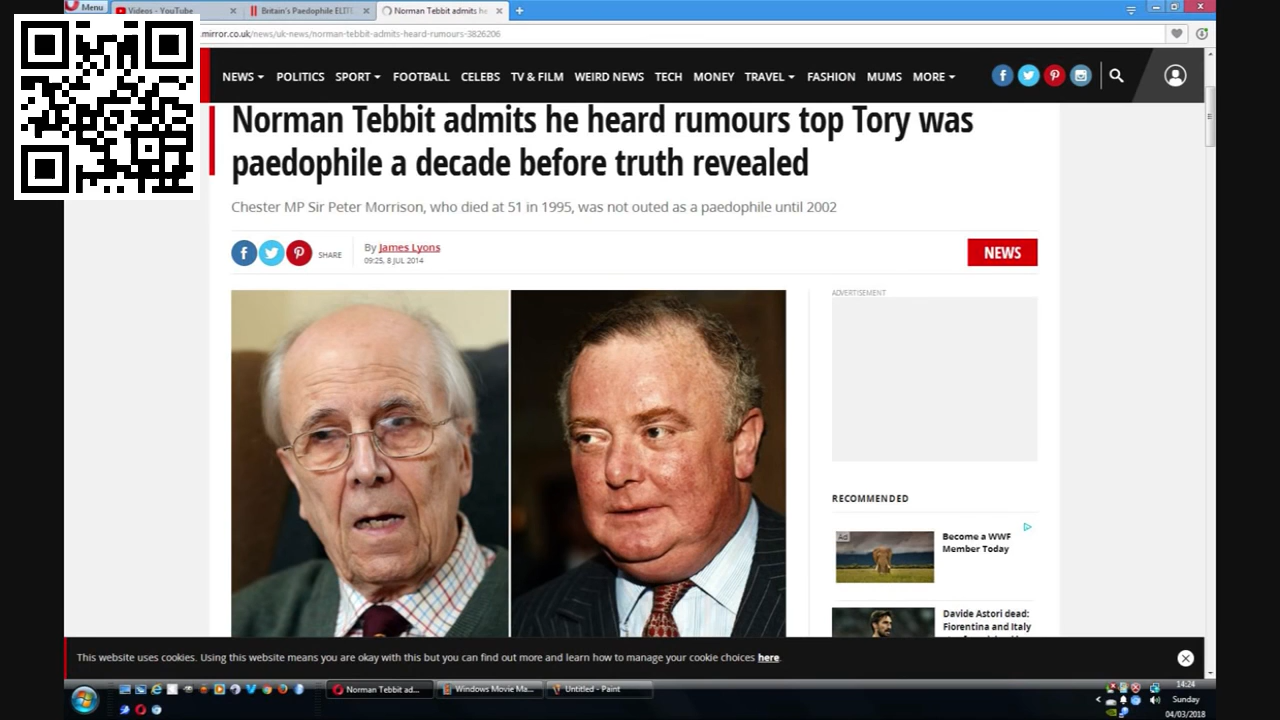 Menu
Videos - YouTube
Britain's Paedophile ELIT
Norman Tebbit admits he
.mirror.co.uk/news/uk-news/norman-tebbit-admits-heard-rumours-3826206
NEWS POLITICS SPORT FOOTBALL CELEBS TV & FILM WEIRD NEWS TECH MONEY TRAVEL FASHION MUMS MORE
Norman Tebbit admits he heard rumours top Tory was
paedophile a decade before truth revealed
Chester MP Sir Peter Morrison, who died at 51 in 1995, was not outed as a paedophile until 2002
SHARE
By James Lyons
09:25, 8 JUL 2014
NEWS
ADVERTISEMENT
RECOMMENDED
Ad
Become a WWF
Member Today
Davide Astori dead:
Fiorentina and Italy
This website uses cookies. Using this website means you are okay with this but you can find out more and learn how to manage your cookie choices here.
Norman Tebbit ad...
Windows Movie Ma...
Untitled - Paint
14:24
Sunday
04/03/2018